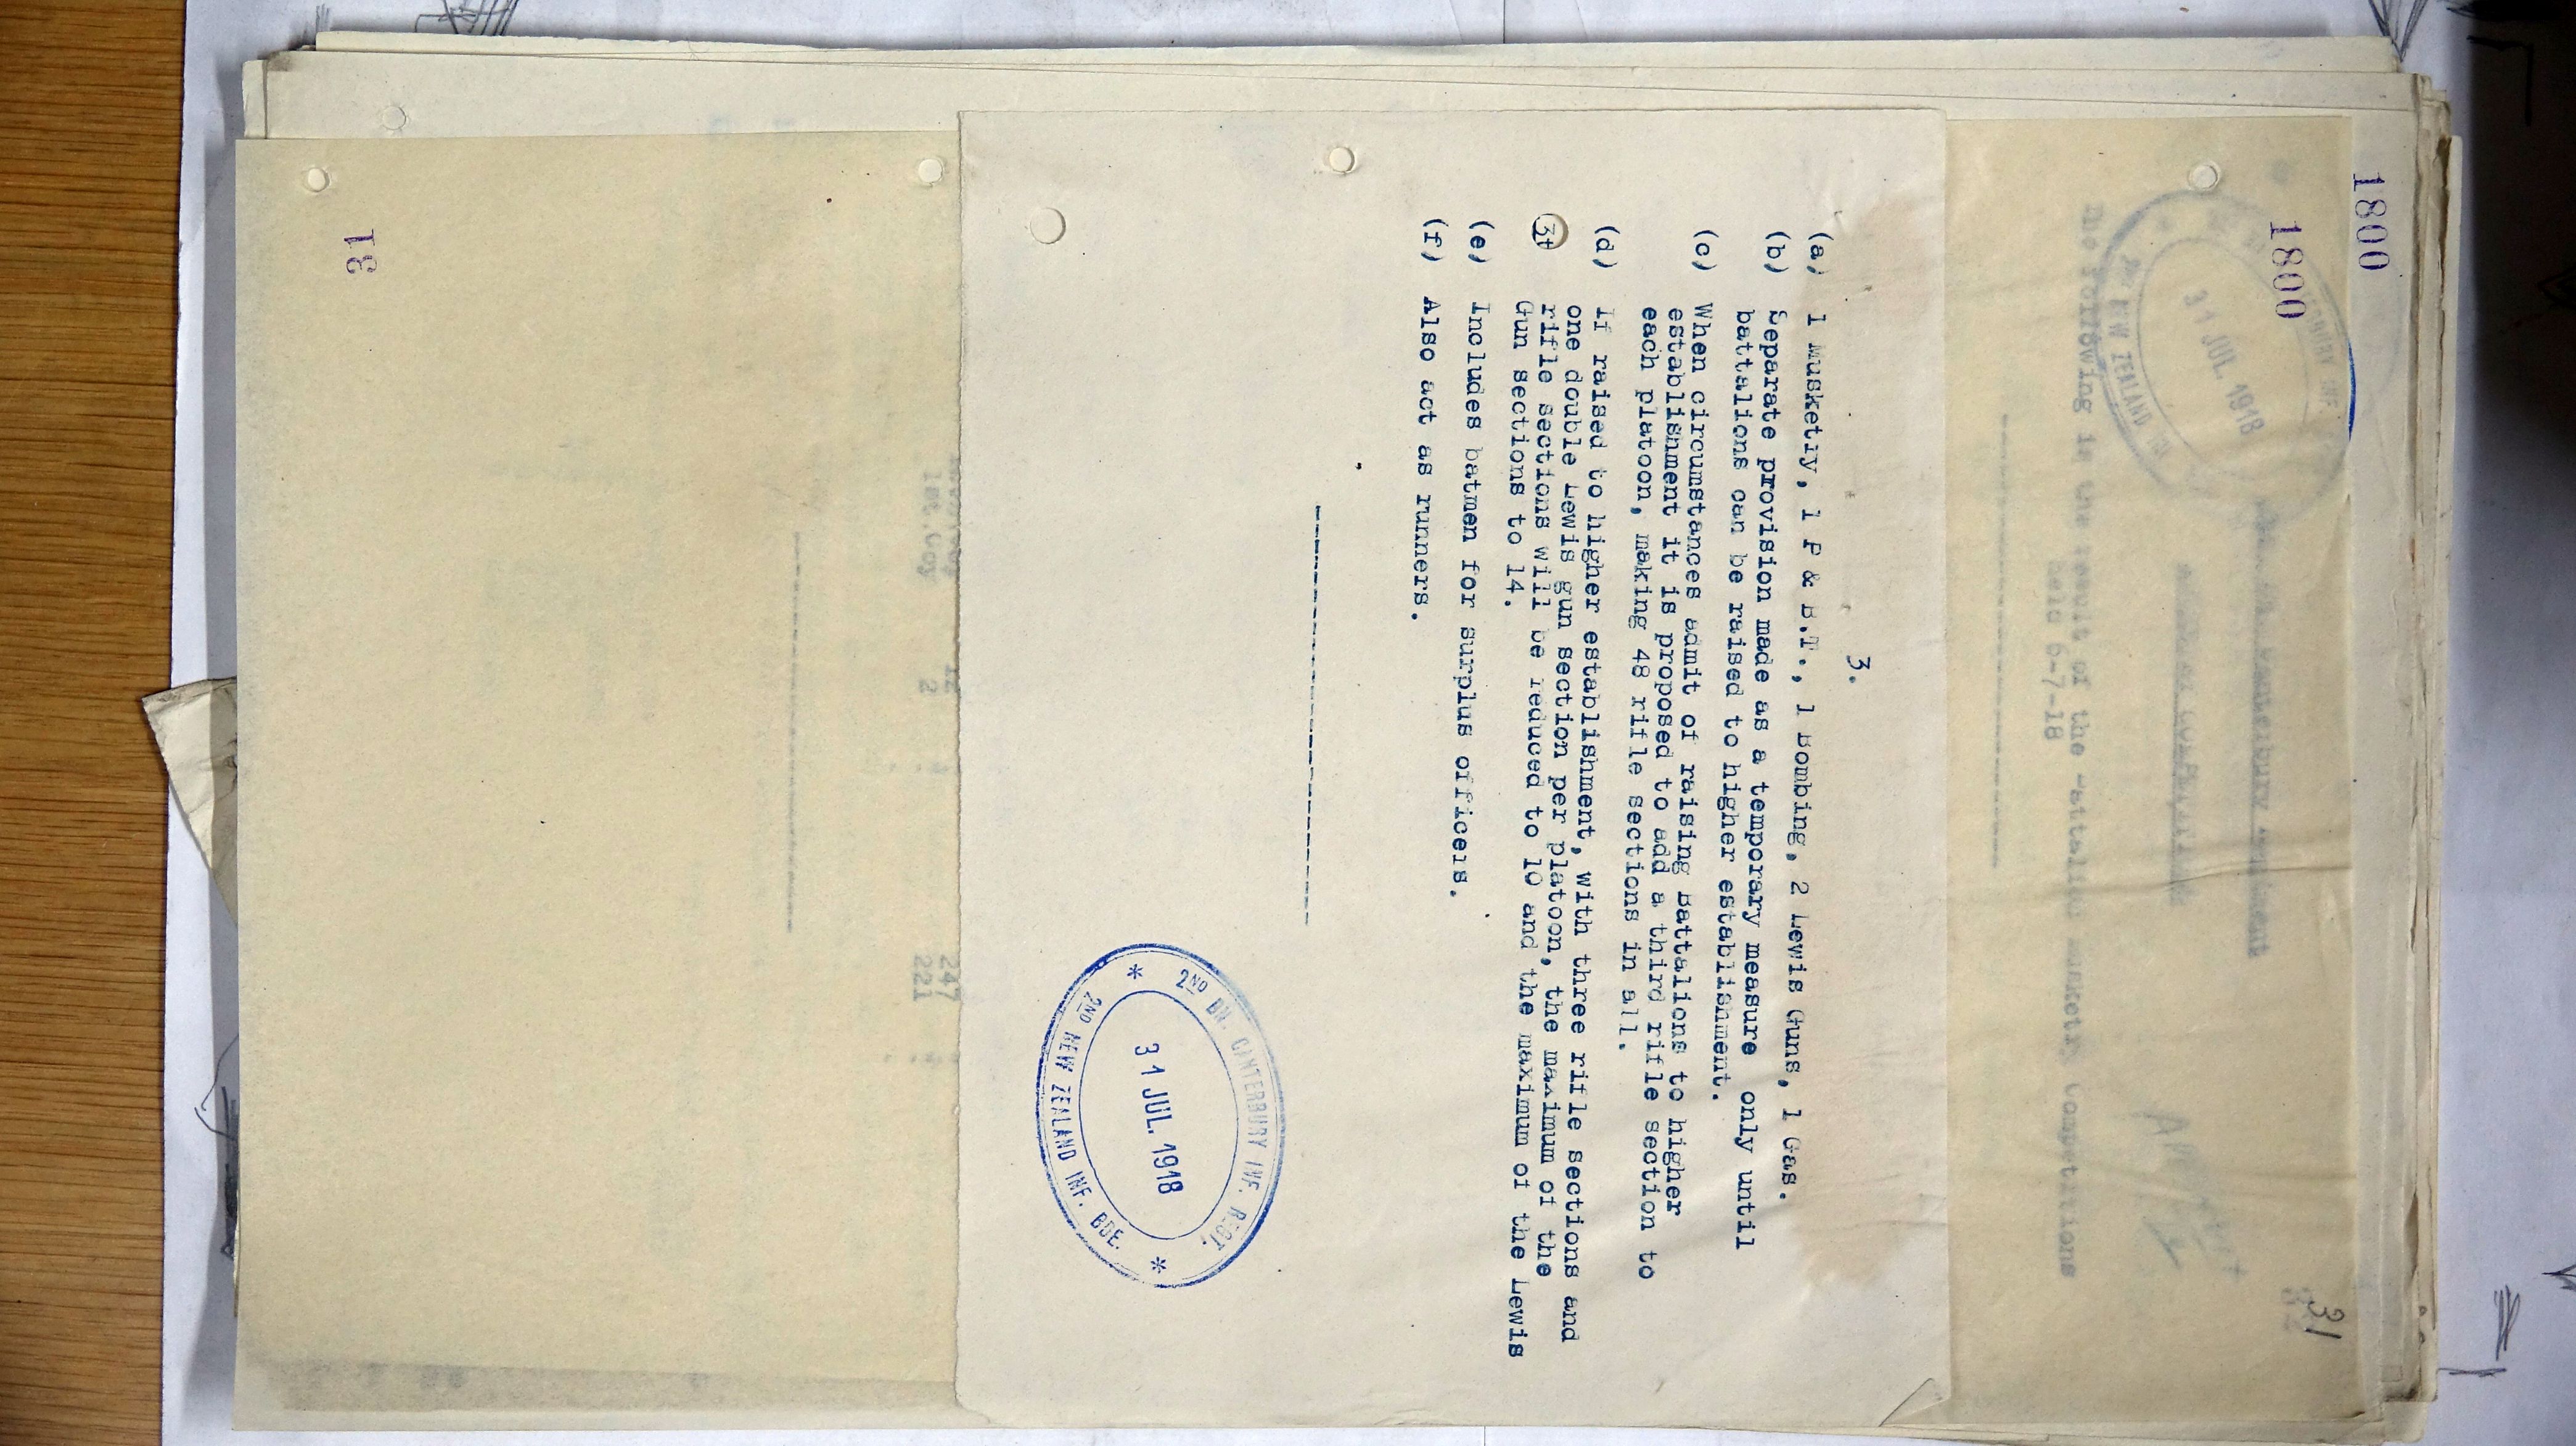 1800
1800
31
3.
(a) 1 Musketry, 1 P & B.T., 1 Bombing, 2 Lewis Guns, 1 Gas.
(b) Separate provision made as a temporary measure only until
battalions can be raised to higher establishment.
(c) When circumstances admit of raising Battalions to higher
establishment it is proposed to add a third rifle section to
each platoon, making 48 rifle sections in all.
(d) If raised to higher establishment, with three rifle sections and
one double Lewis gun section per platoon, the maximum of the
rifle sections will be reduced to 10 and the maximum of the Lewis
Gun sections to 14.
(e) Includes batmen for surplus officers.
(f) Also act as runners.
2ND BN. CANTERBURY INF. REGT,
31 JUL. 1918
2ND NEW ZEALAND INF. BDE.
31 JUL. 1918
NEW ZEALAND
The following is the result of the Battalion Musketry Competitions
held 6-7-18
1st.Coy 2 221
247
31